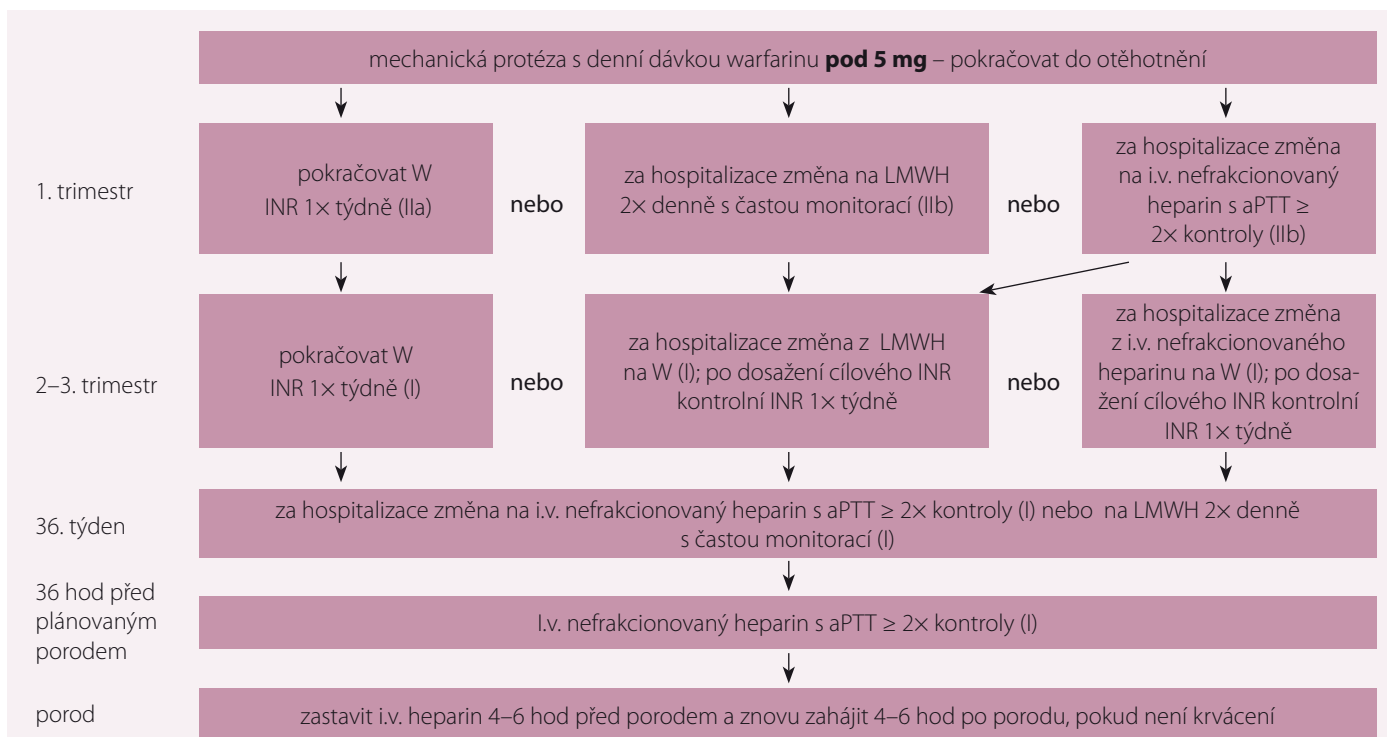 mechanická protéza s denní dávkou warfarinu pod 5 mg – pokračovat do otěhotnění
1. trimestr
pokračovat W
INR 1× týdně (IIa)
nebo
za hospitalizace změna na LMWH
2× denně s častou monitorací (IIb)
nebo
za hospitalizace změna
na i.v. nefrakcionovaný
heparin s aPTT ≥
2× kontroly (IIb)
2–3. trimestr
pokračovat W
INR 1× týdně (I)
nebo
za hospitalizace změna z LMWH
na W (I); po dosažení cílového INR
kontrolní INR 1× týdně
nebo
za hospitalizace změna
z i.v. nefrakcionovaného
heparinu na W (I); po dosa-
žení cílového INR kontrolní
INR 1× týdně
36. týden
za hospitalizace změna na i.v. nefrakcionovaný heparin s aPTT ≥ 2× kontroly (I) nebo na LMWH 2× denně
s častou monitorací (I)
36 hod před
plánovaným
porodem
I.v. nefrakcionovaný heparin s aPTT ≥ 2× kontroly (I)
porod
zastavit i.v. heparin 4–6 hod před porodem a znovu zahájit 4–6 hod po porodu, pokud není krvácení